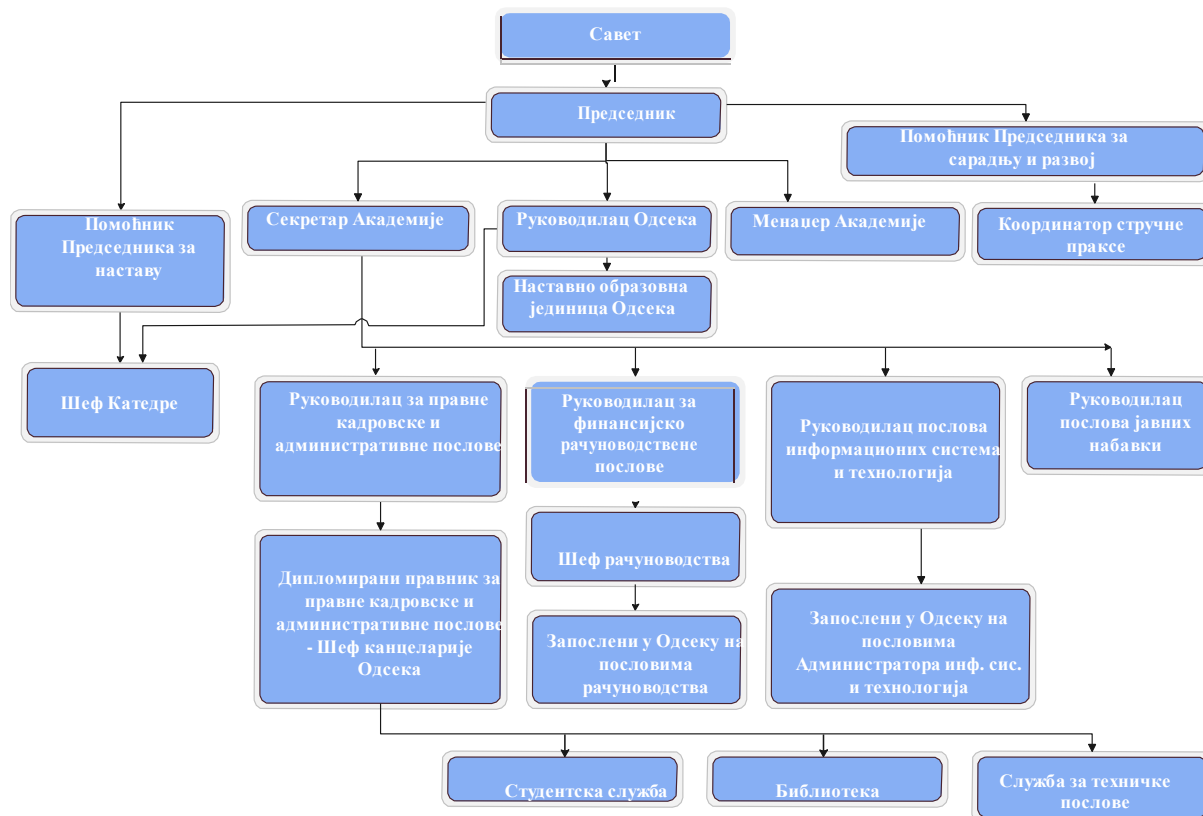 Савет
Председник
Помоћник Председника за
сарадњу и развој
Помоћник
Председника за
наставу
Секретар Академије
Руководилац Одсека
Менаџер Академије
Координатор стручне
праксе
Наставно образовна
јединица Одсека
Шеф Катедре
Руководилац за правне
кадровске и
административне послове
Руководилац за
финансијско
рачуноводствене
послове
Руководилац послова
информационих система
и технологија
Руководилац
послова јавних
набавки
Шеф рачуноводства
Дипломирани правник за
правне кадровске и
административне послове
- Шеф канцеларије
Одсека
Запослени у Одсеку на
пословима
рачуноводства
Запослени у Одсеку на
пословима
Администратора инф. сис.
и технологија
Студентска служба
Библиотека
Служба за техничке
послове